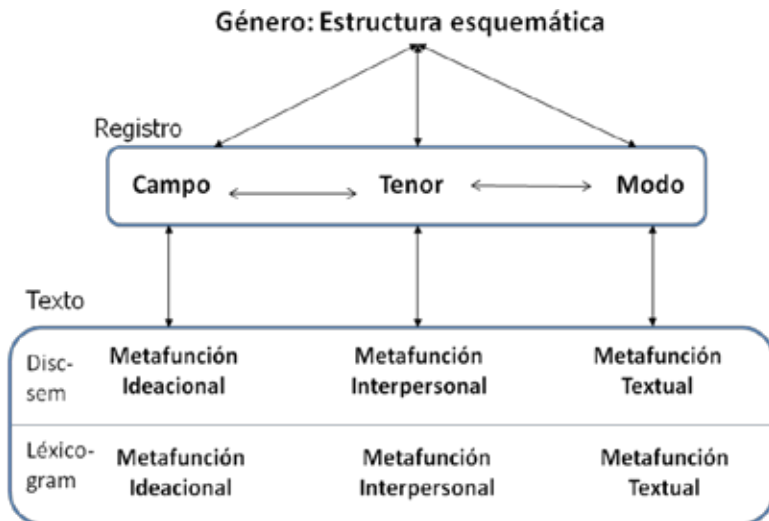 Género: Estructura esquemática
Registro
Campo Tenor Modo
Texto
Disc-
sem
Metafunción
Ideacional
Metafunción
Interpersonal
Metafunción
Textual
Léxico-
gram
Metafunción
Ideacional
Metafunción
Interpersonal
Metafunción
Textual